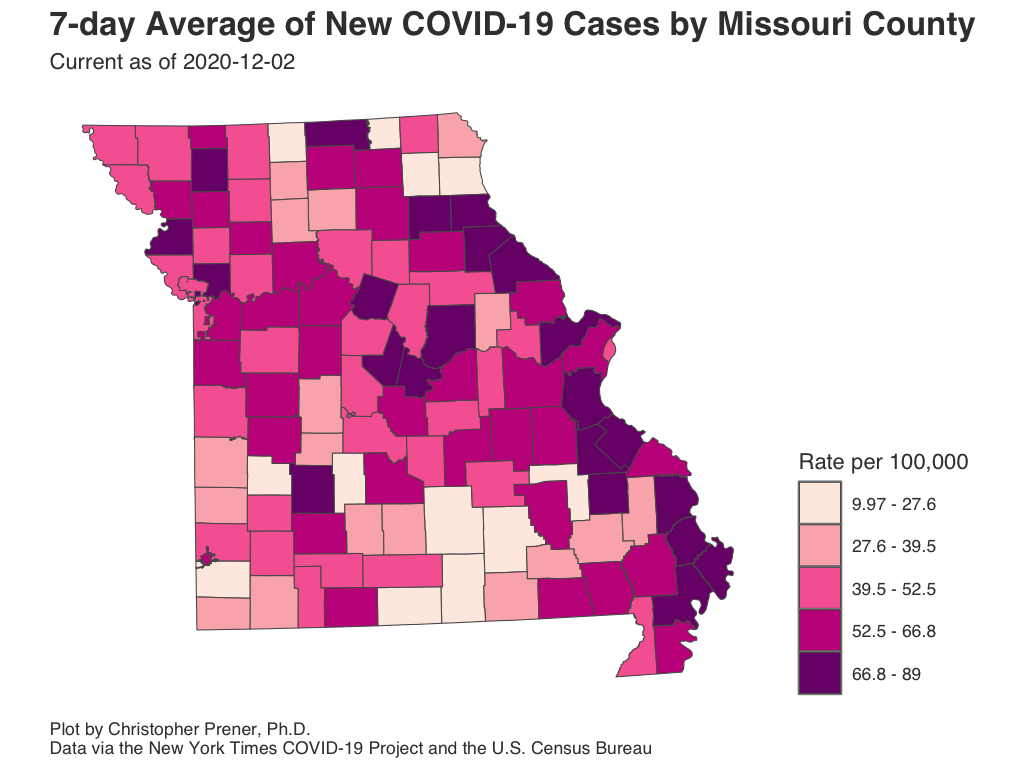 7-day Average of New COVID-19 Cases by Missouri County
Current as of 2020-12-02
Rate per 100,000
9.97 - 27.6
27.6 - 39.5
39.5 - 52.5
52.5 - 66.8
66.8 - 89
Plot by Christopher Prener, Ph.D.
Data via the New York Times COVID-19 Project and the U.S. Census Bureau